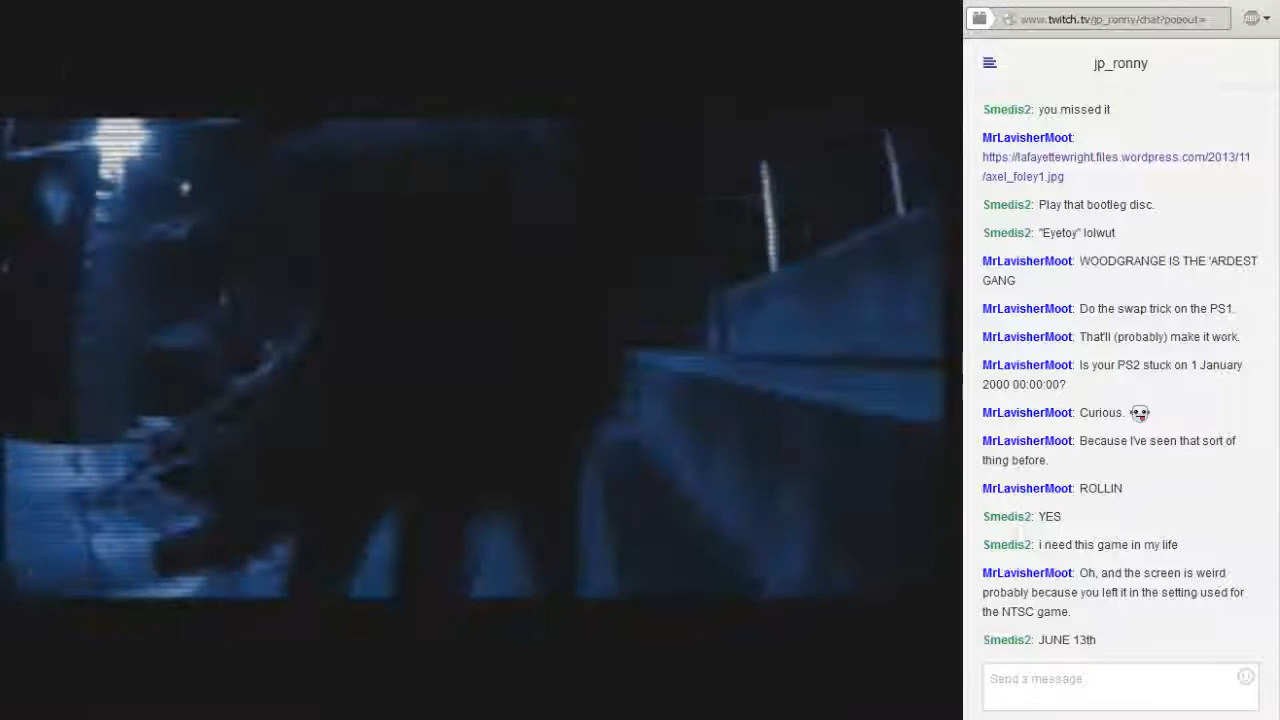 www.twitch.tv/jp_ronny/chat?popout=
ABP
jp_ronny
Smedis2: you missed it
MrLavisherMoot:
https://lafayettewright.files.wordpress.com/2013/11
/axel_foley1.jpg
Smedis2: Play that bootleg disc.
Smedis2: "Eyetoy" lolwut
MrLavisherMoot: WOODGRANGE IS THE 'ARDEST
GANG
MrLavisherMoot: Do the swap trick on the PS1.
MrLavisherMoot: That'll (probably) make it work.
MrLavisherMoot: Is your PS2 stuck on 1 January
2000 00:00:00?
MrLavisherMoot: Curious.
MrLavisherMoot: Because I've seen that sort of
thing before.
MrLavisherMoot: ROLLIN
Smedis2: YES
Smedis2: i need this game in my life
MrLavisherMoot: Oh, and the screen is weird
probably because you left it in the setting used for
the NTSC game.
Smedis2: JUNE 13th
Send a message